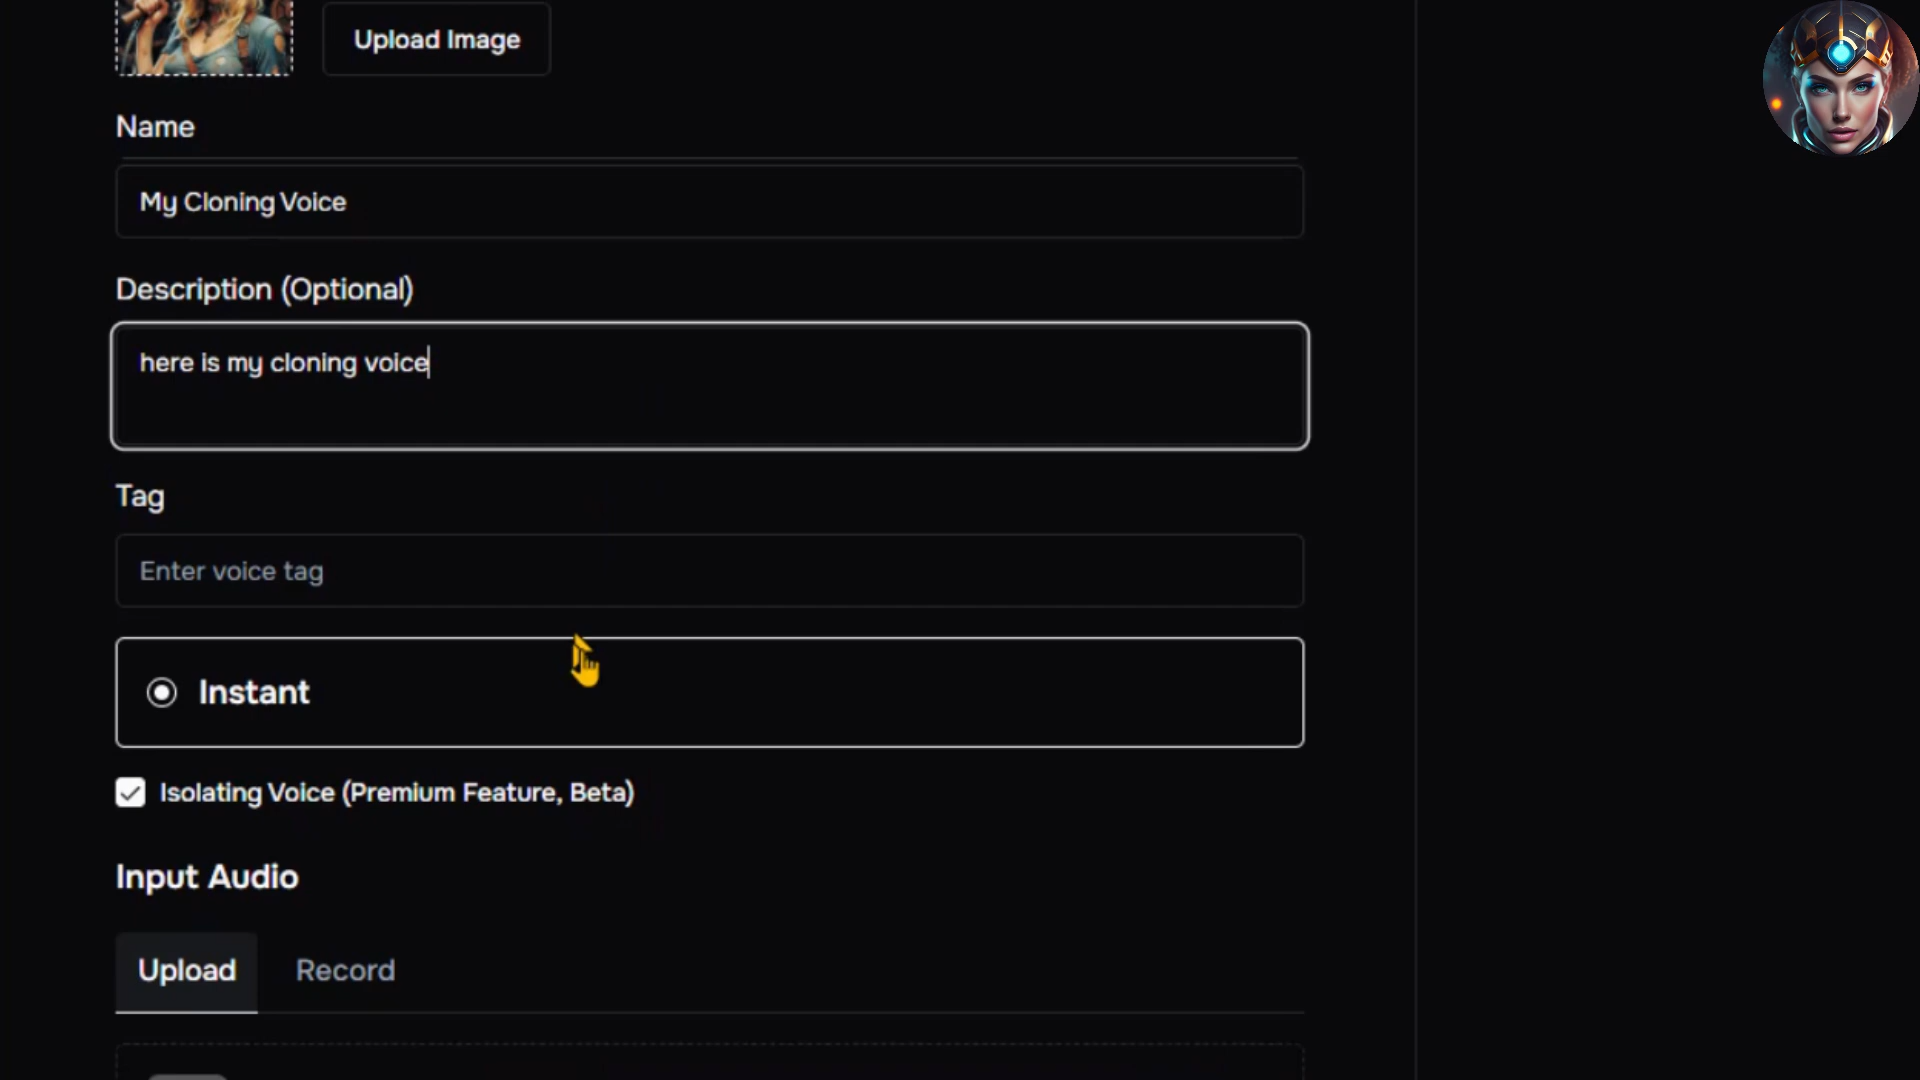 Upload Image
Name
My Cloning Voice
Description (Optional)
here is my cloning voice
Tag
Enter voice tag
Instant
Isolating Voice (Premium Feature, Beta)
Input Audio
Upload Record